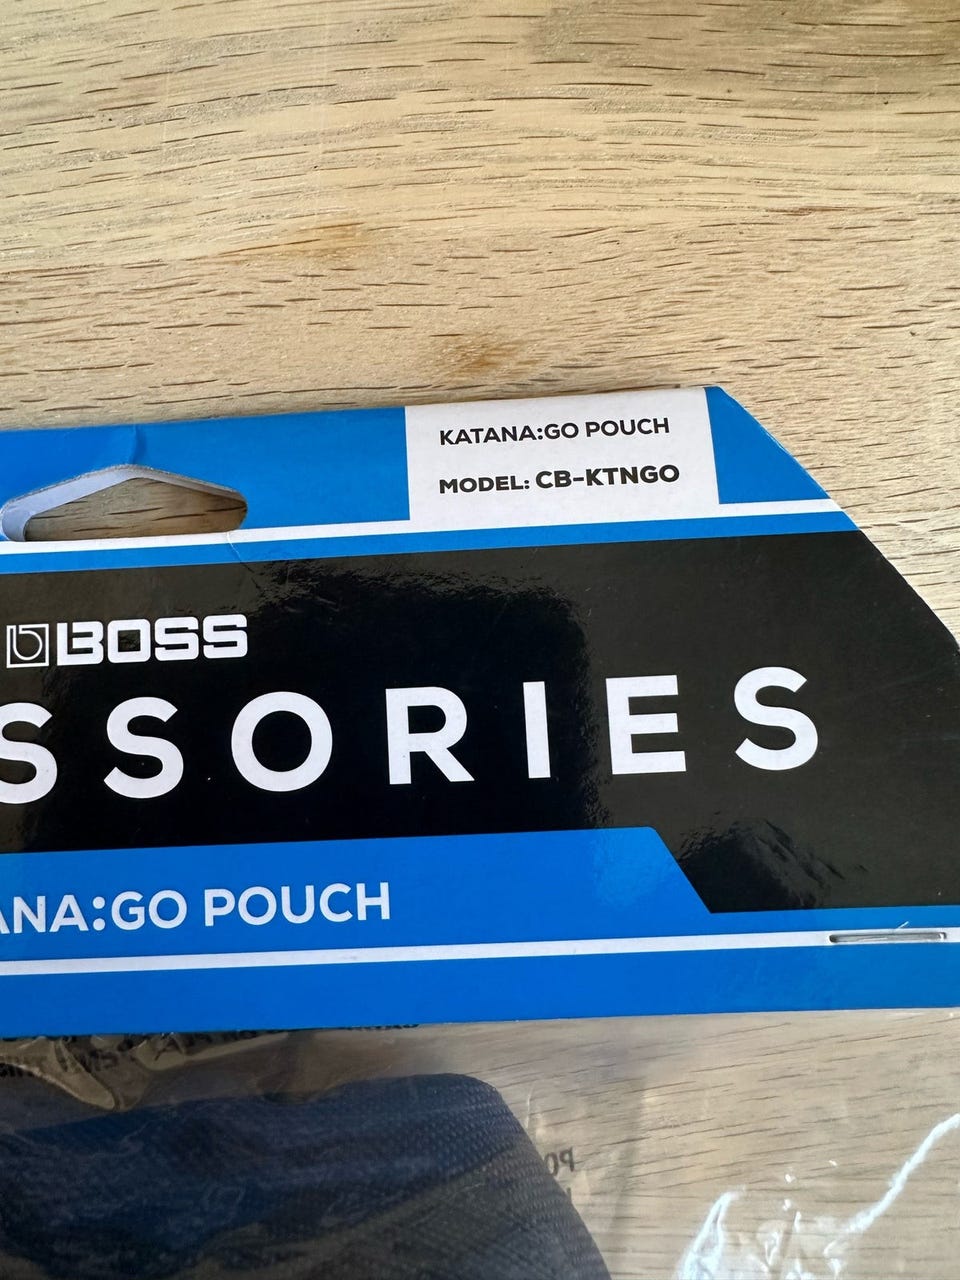 KATANA:GO POUCH
MODEL: CB-KTNGO
BOSS
SSORIES
ANA:GO POUCH